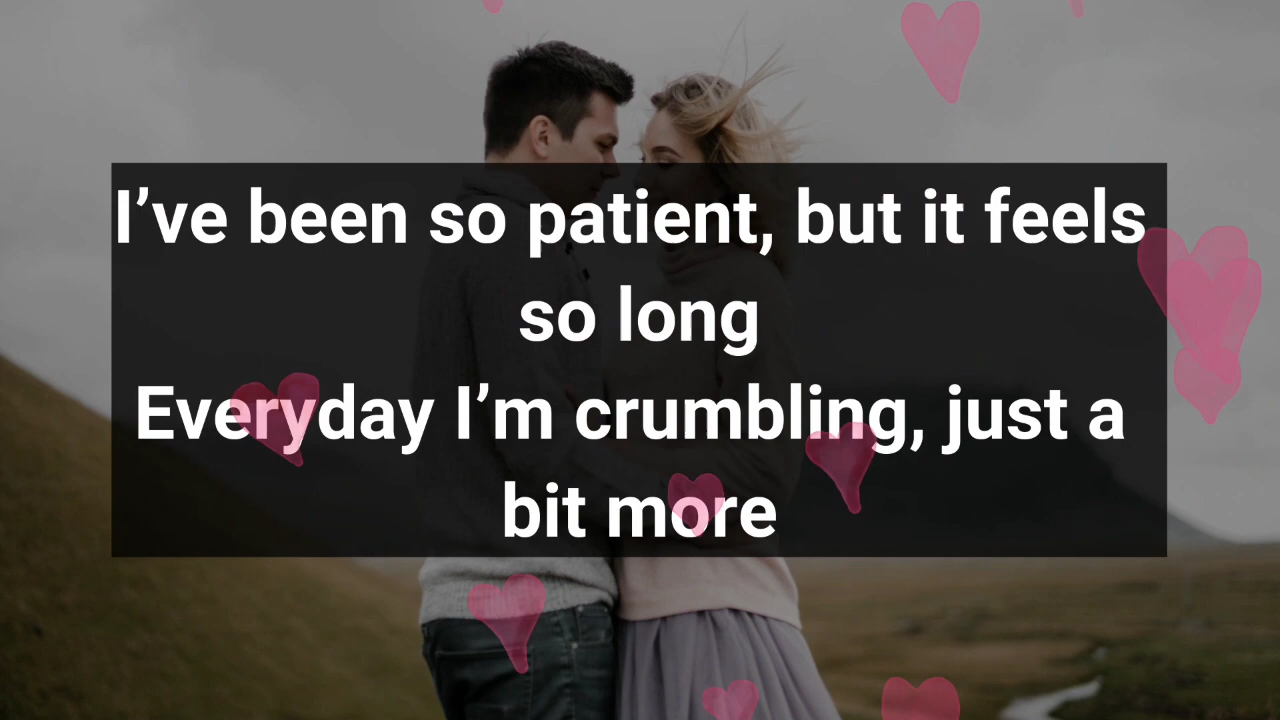 I’ve been so patient, but it feels
so long
Everyday I’m crumbling, just a
bit more